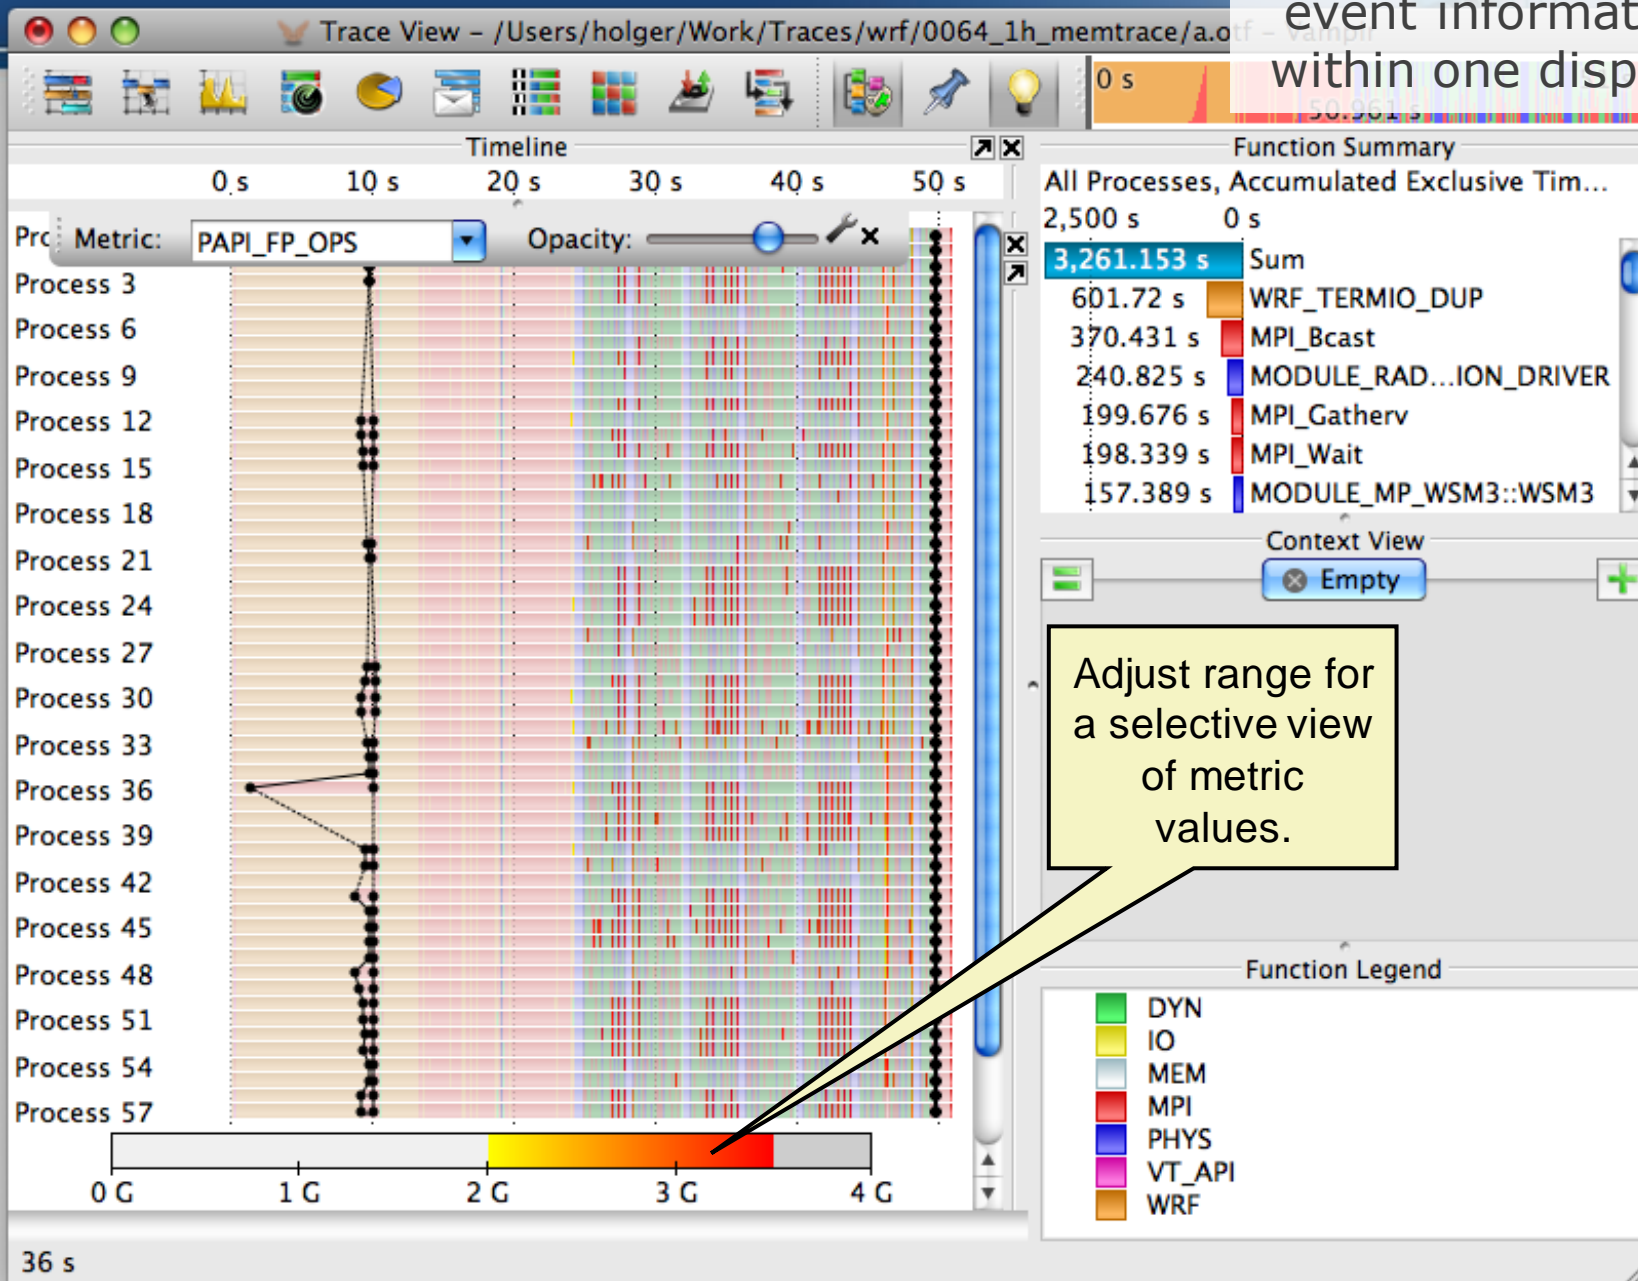 event informat
Trace View – /Users/holger/Work/Traces/wrf/0064_1h_memtrace/a.otf – Vampir
within one disp
0 s
50.961 s
Timeline
Function Summary
0 s 10 s 20 s 30 s 40 s 50 s
Metric: PAPI_FP_OPS Opacity:
Process 3
Process 6
Process 9
Process 12
Process 15
Process 18
Process 21
Process 24
Process 27
Process 30
Process 33
Process 36
Process 39
Process 42
Process 45
Process 48
Process 51
Process 54
Process 57
0 G 1 G 2 G 3 G 4 G
36 s
All Processes, Accumulated Exclusive Tim...
2,500 s 0 s
3,261.153 s Sum
601.72 s WRF_TERMIO_DUP
370.431 s MPI_Bcast
240.825 s MODULE_RAD...ION_DRIVER
199.676 s MPI_Gatherv
198.339 s MPI_Wait
157.389 s MODULE_MP_WSM3::WSM3
Context View
Empty
Adjust range for
a selective view
of metric
values.
Function Legend
DYN
IO
MEM
MPI
PHYS
VT_API
WRF